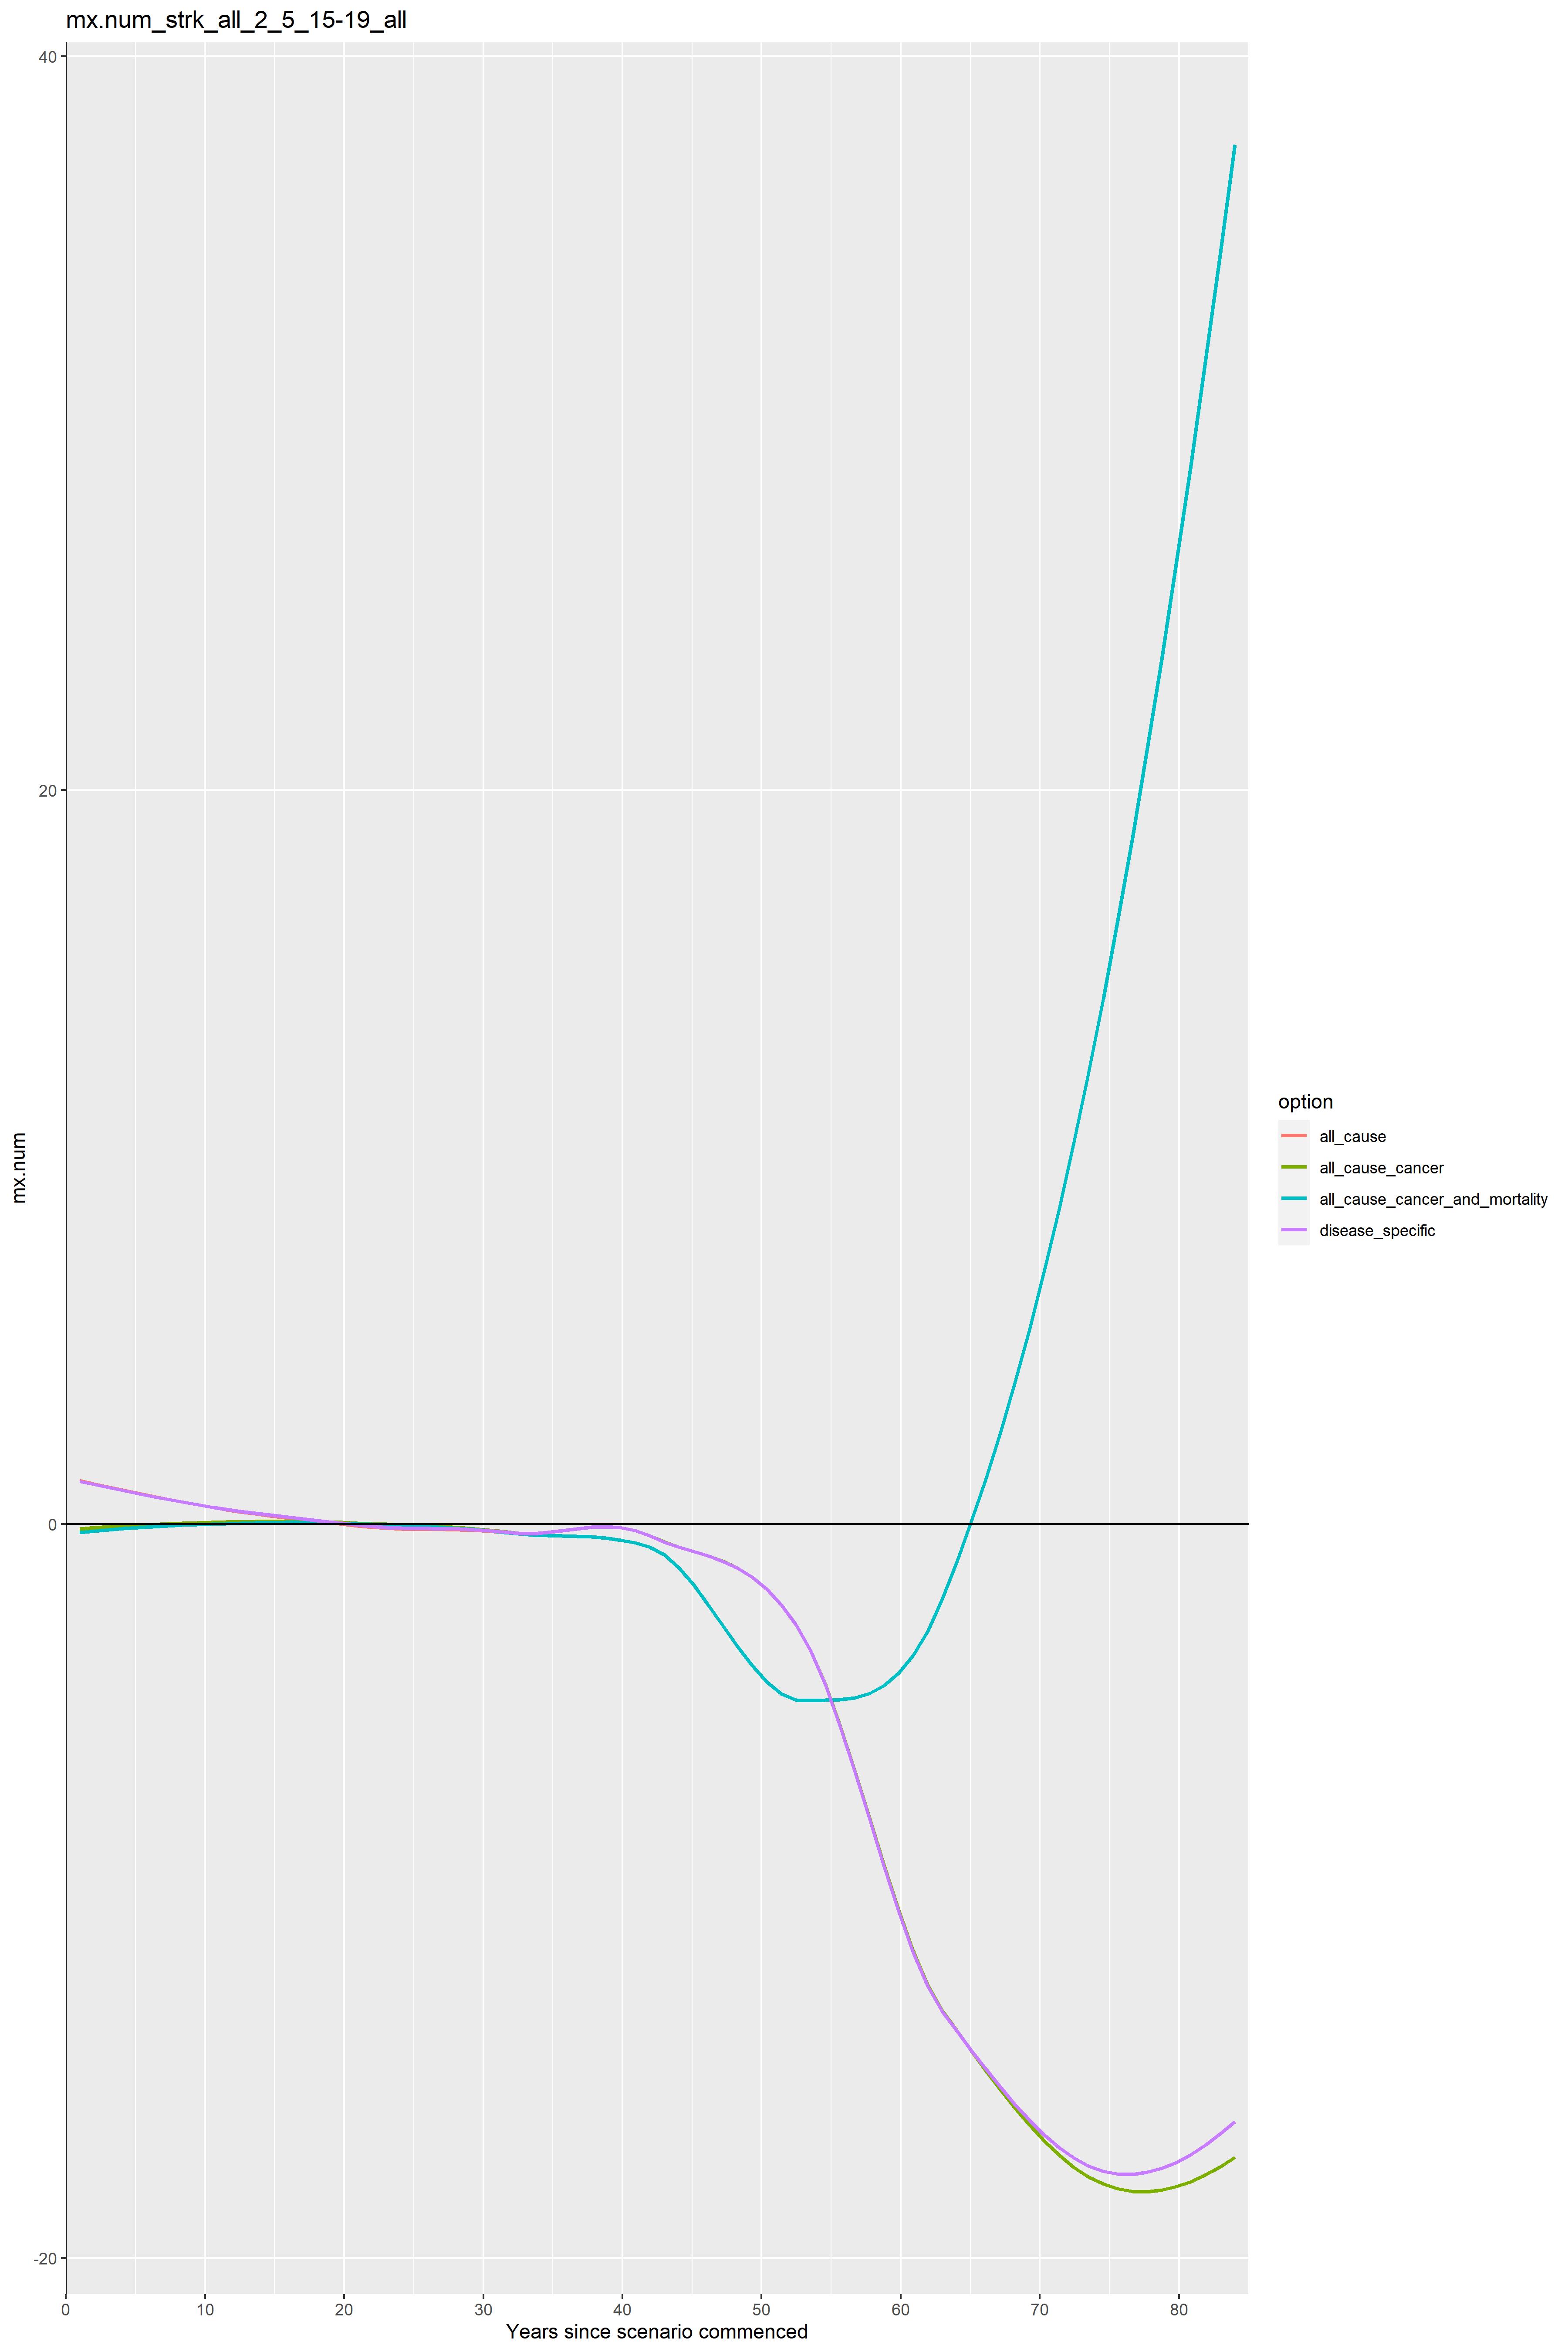 mx.num_strk_all_2_5_15-19_all
40
20
0
-20
mx.num
0 10 20 30 40 50 60 70 80
Years since scenario commenced
option
all_cause
all_cause_cancer
all_cause_cancer_and_mortality
disease_specific